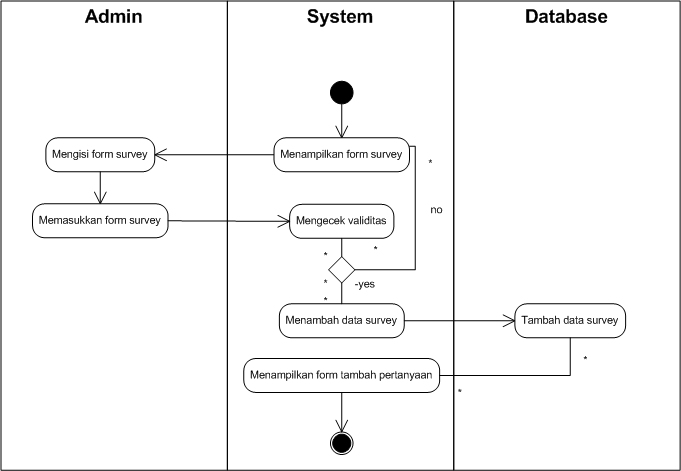 Admin
System
Database
Menampilkan form survey
Mengisi form survey
*
Memasukkan form survey
Mengecek validitas
no
*
*
*
-yes
*
Menambah data survey
Tambah data survey
*
Menampilkan form tambah pertanyaan
*